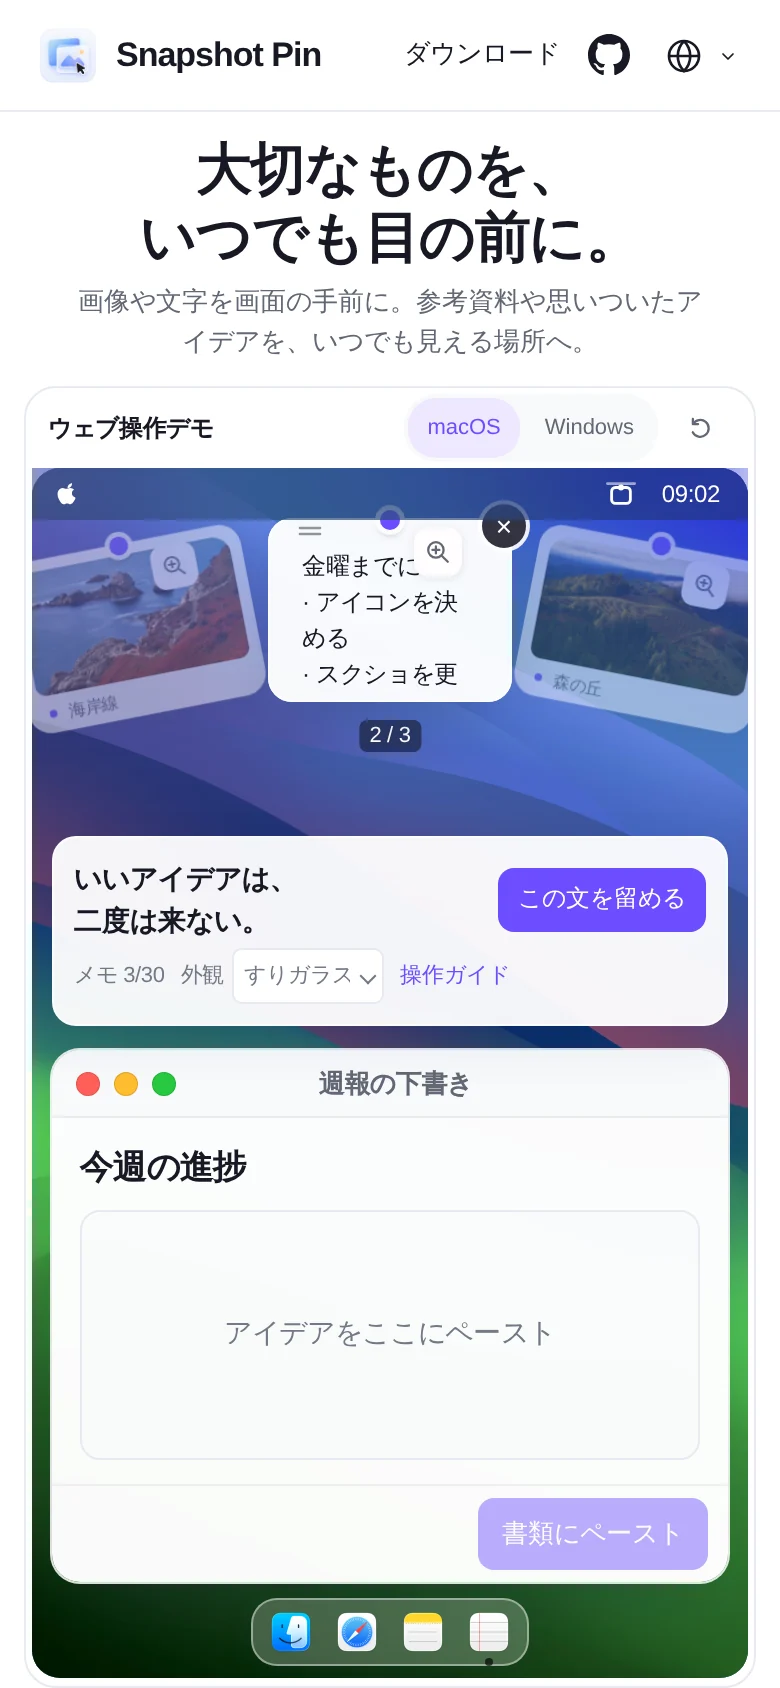 Snapshot Pin
ダウンロード
大切なものを、
いつでも目の前に。
画像や文字を画面の手前に。参考資料や思いついたア
イデアを、いつでも見える場所へ。
ウェブ操作デモ
macOS
Windows
09:02
海岸線
金曜までに
· アイコンを決
める
· スクショを更
森の丘
2 / 3
いいアイデアは、
二度は来ない。
この文を留める
メモ 3/30
外観
すりガラス
操作ガイド
週報の下書き
今週の進捗
アイデアをここにペースト
書類にペースト